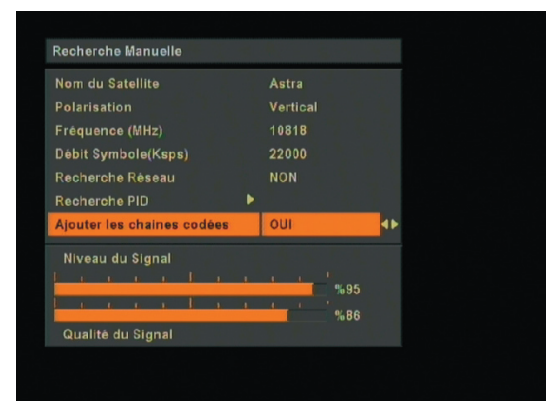 Recherche Manuelle
Nom du Satellite Astra
Polarisation Vertical
Fréquence (MHz) 10818
Débit Symbole(Ksps) 22000
Recherche Réseau NON
Recherche PID
Ajouter les chaines codées OUI
Niveau du Signal
%95
%86
Qualité du Signal